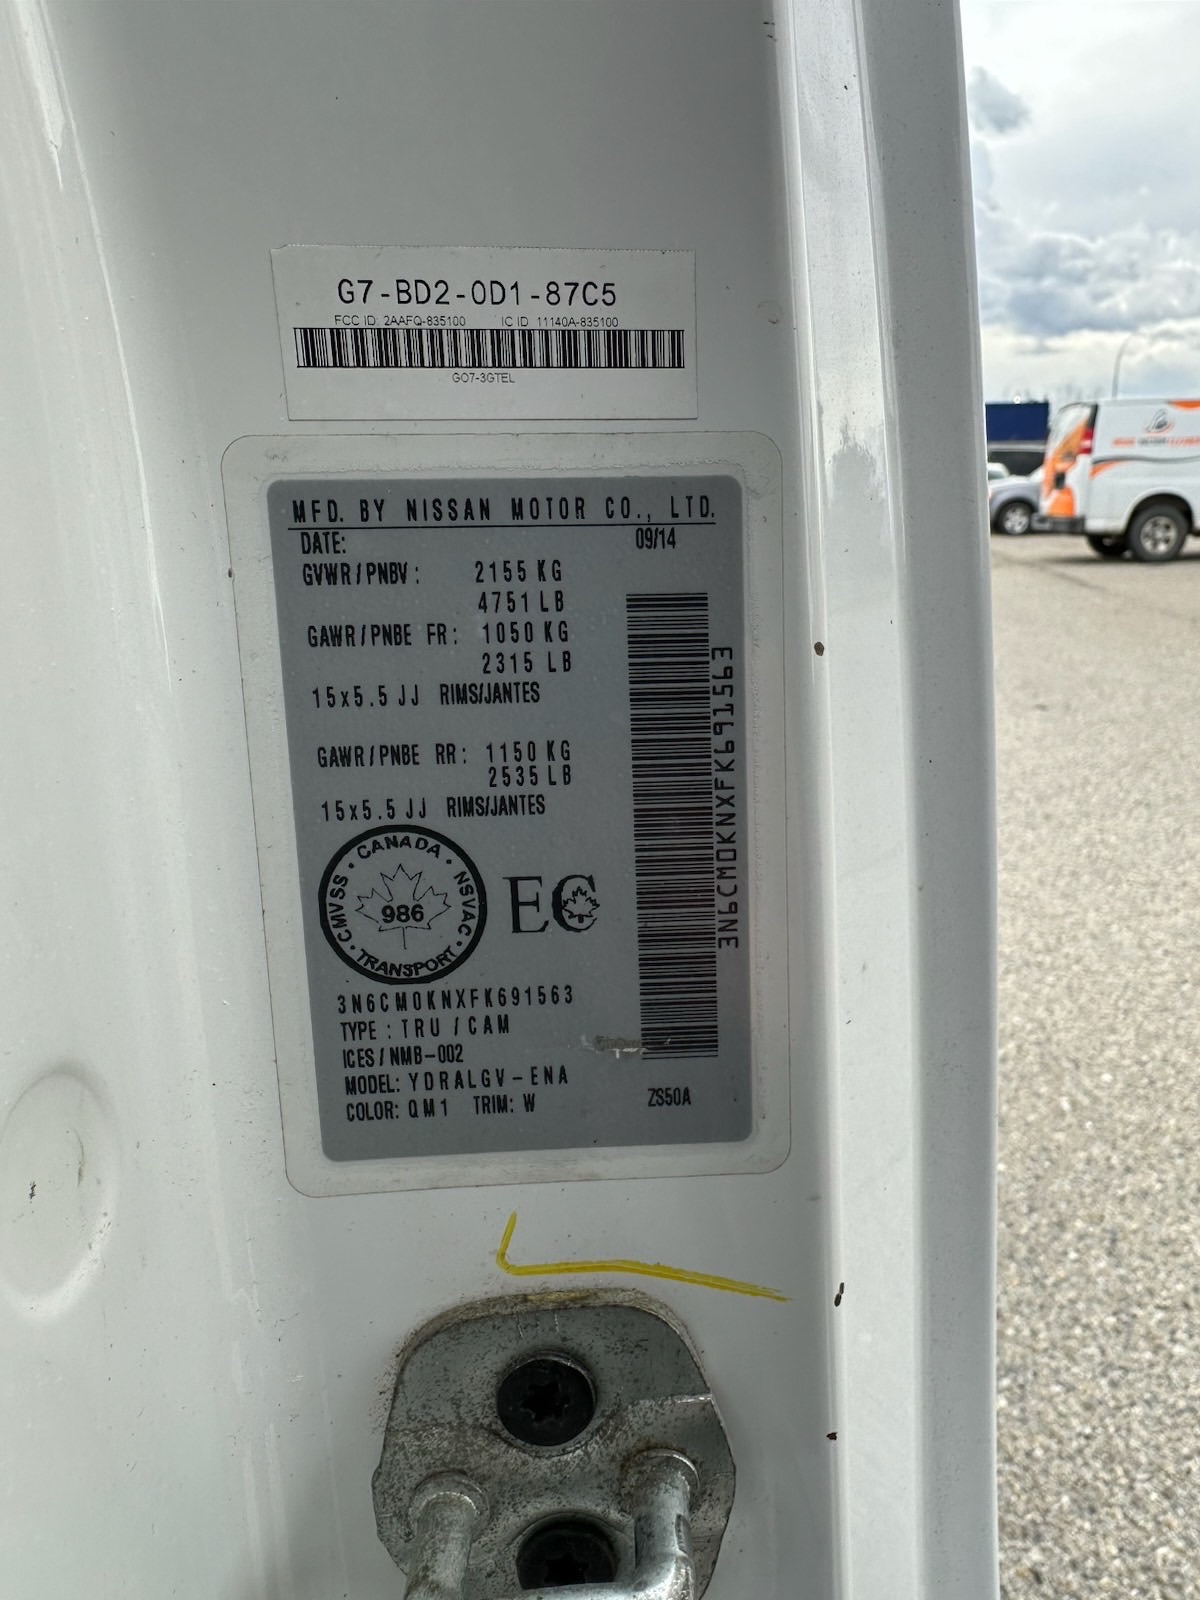 G7-BD2-0D1-87C5
FCC ID: 2AAFQ-835100 IC ID 11140A-835100
GO7-3GTEL
MFD. BY NISSAN MOTOR CO., LTD.
DATE: 09/14
GVWR/PNBV: 2155 KG
4751 LB
GAWR/PNBE FR: 1050 KG
2315 LB
15x5.5 JJ RIMS/JANTES
GAWR/PNBE RR: 1150 KG
2535 LB
15x5.5 JJ RIMS/JANTES
3N6CM0KNXFK691563
CANADA · NSVAC · TRANSPORT · CMVSS ·
986
EC
3N6CM0KNXFK691563
TYPE: TRU / CAM
ICES / NMB-002
MODEL: YDRALGV-ENA
COLOR: QM1 TRIM: W ZS50A